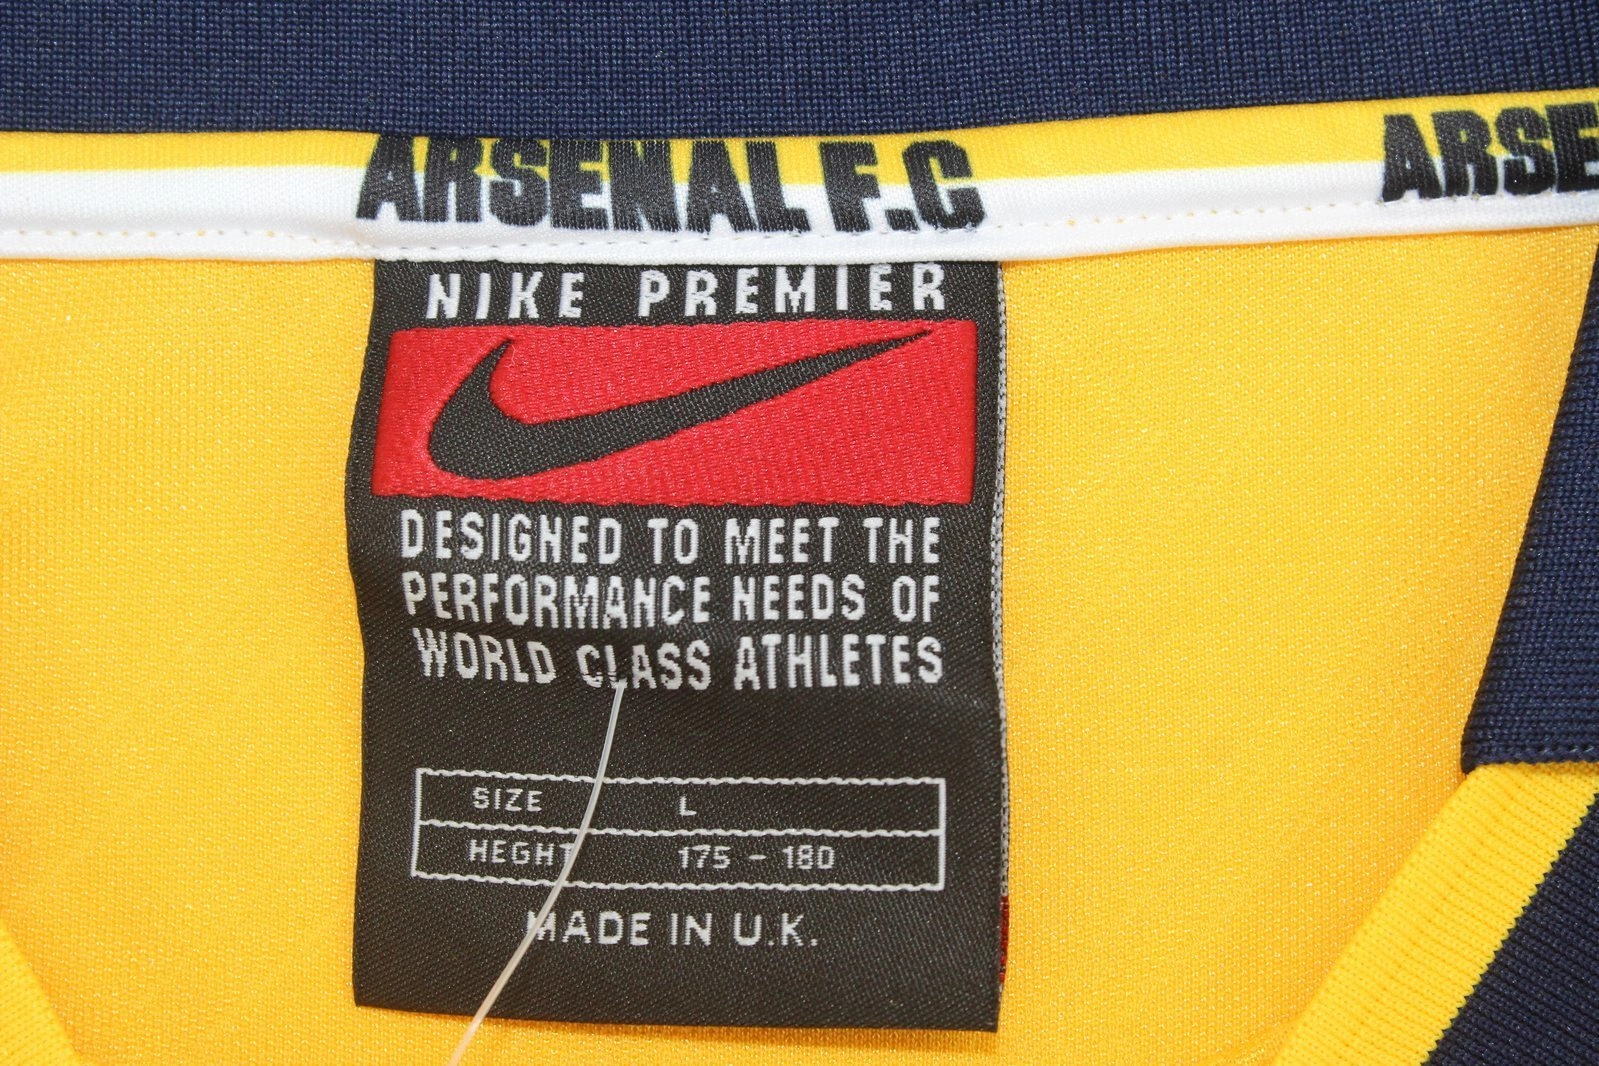 ARSENAL F.C
ARSE
NIKE PREMIER
DESIGNED TO MEET THE
PERFORMANCE NEEDS OF
WORLD CLASS ATHLETES
SIZE L
HEGHT 175 - 180
MADE IN U.K.